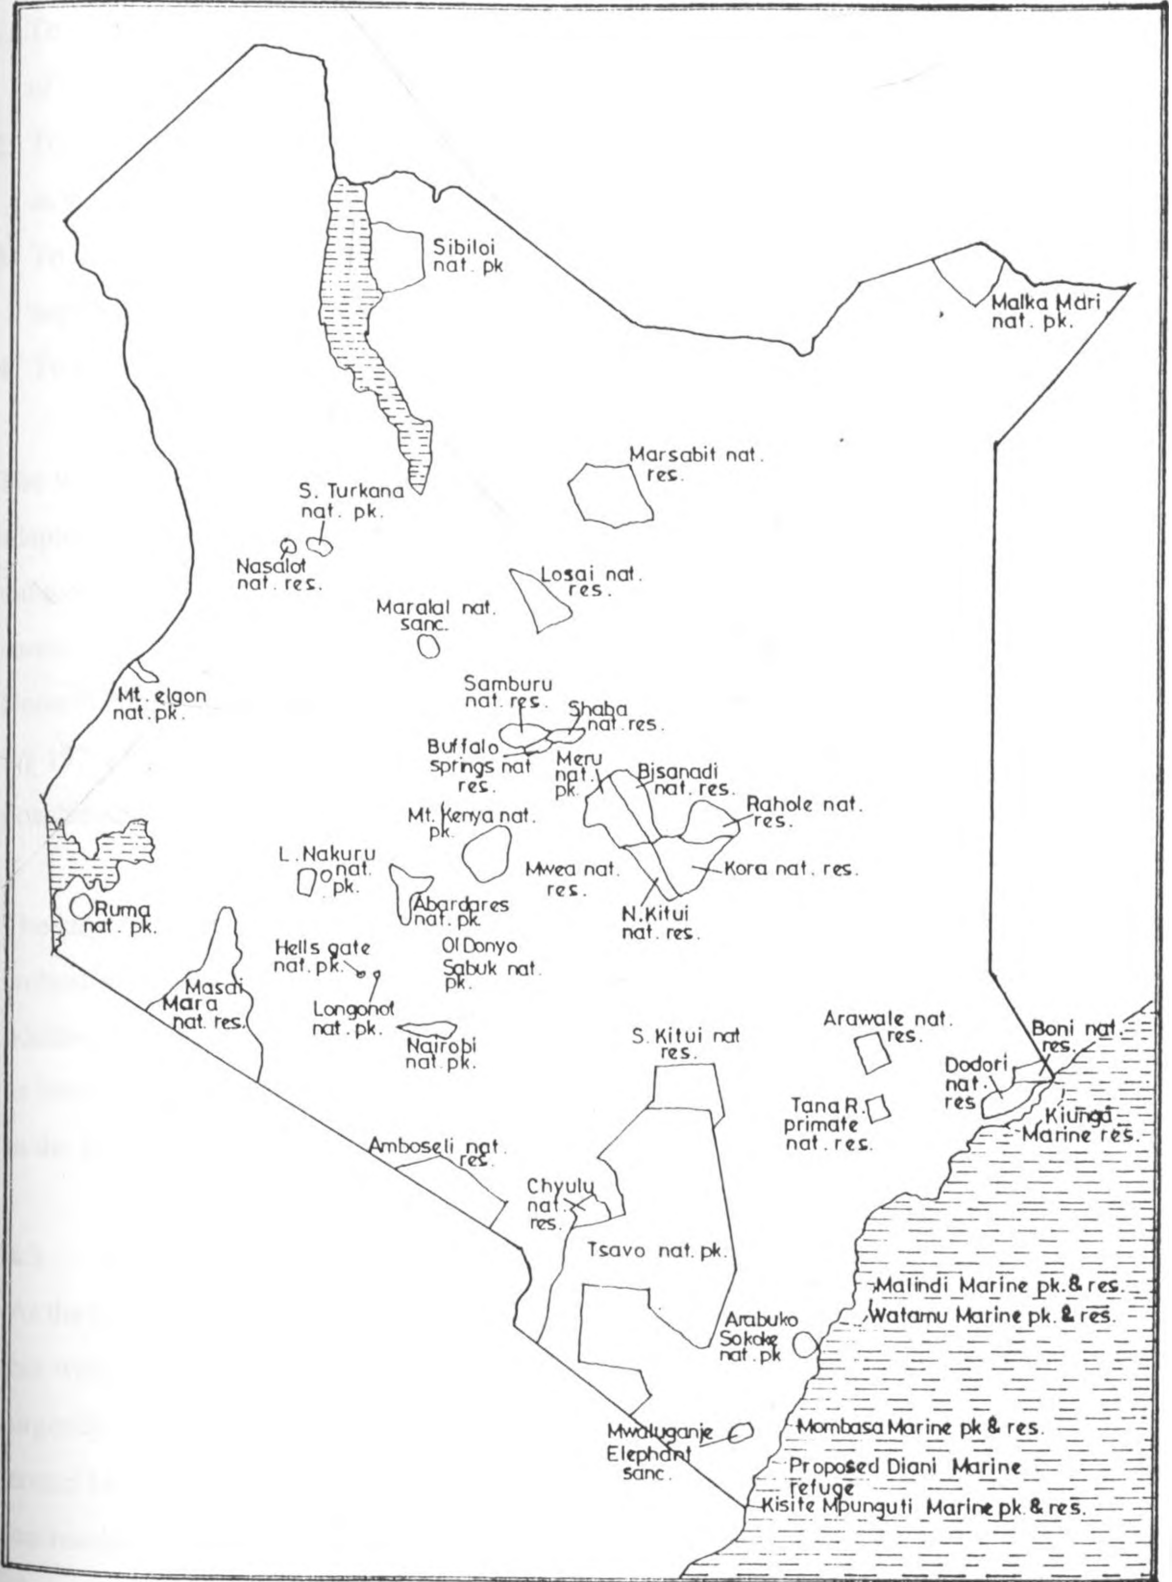 Sibiloi
nat. pk
Malka Mari
nat. pk.
Marsabit nat.
res.
S. Turkana
nat. pk.
Nasalot
nat. res.
Losai nat.
res.
Maralal nat.
sanc.
Mt. elgon
nat. pk.
Samburu
nat. res.
Shaba
nat. res.
Buffalo
springs nat
res.
Meru
nat.
pk.
Bisanadi
nat. res.
Rahole nat.
res.
Mt. Kenya nat.
pk.
L. Nakuru
nat.
pk.
Mwea nat.
res.
Kora nat. res.
Abardares
nat. pk.
N. Kitui
nat. res.
Ruma
nat. pk.
Hells gate
nat. pk.
Ol Donyo
Sabuk nat.
pk.
Masai
Mara
nat. res.
Longonot
nat. pk.
Nairobi
nat. pk.
S. Kitui nat
res.
Arawale nat.
res.
Boni nat.
res.
Dodori
nat.
res
Tana R.
primate
nat. res.
Kiunga
Marine res.
Amboseli nat.
res.
Chyulu
nat.
res.
Tsavo nat. pk.
Malindi Marine pk. & res.
Watamu Marine pk. & res.
Arabuko
Sokoke
nat. pk
Mwaluganje
Elephant
sanc.
Mombasa Marine pk & res.
Proposed Diani Marine
refuge
Kisite Mpunguti Marine pk. & res.